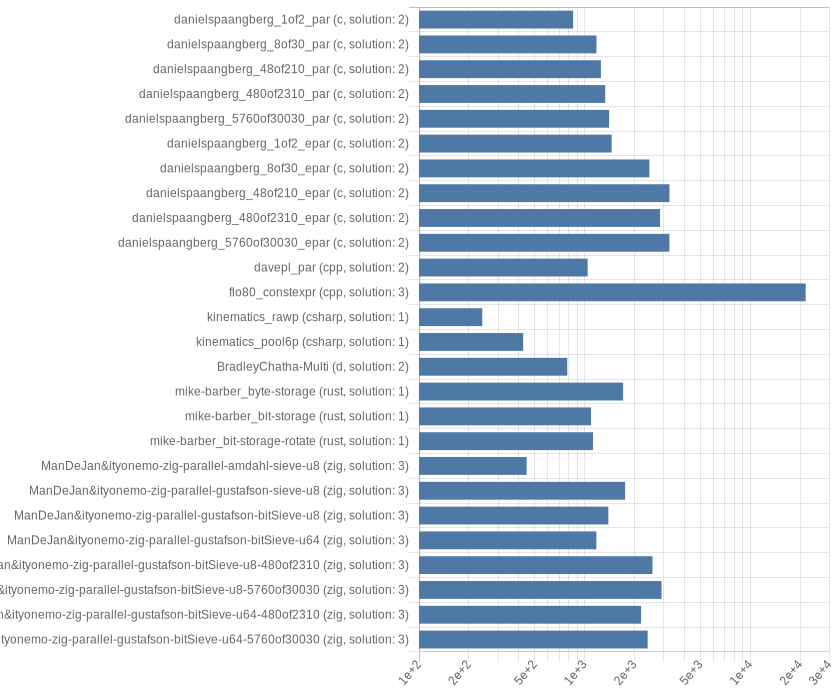 danielspaangberg_1of2_par (c, solution: 2)
danielspaangberg_8of30_par (c, solution: 2)
danielspaangberg_48of210_par (c, solution: 2)
danielspaangberg_480of2310_par (c, solution: 2)
danielspaangberg_5760of30030_par (c, solution: 2)
danielspaangberg_1of2_epar (c, solution: 2)
danielspaangberg_8of30_epar (c, solution: 2)
danielspaangberg_48of210_epar (c, solution: 2)
danielspaangberg_480of2310_epar (c, solution: 2)
danielspaangberg_5760of30030_epar (c, solution: 2)
davepl_par (cpp, solution: 2)
flo80_constexpr (cpp, solution: 3)
kinematics_rawp (csharp, solution: 1)
kinematics_pool6p (csharp, solution: 1)
BradleyChatha-Multi (d, solution: 2)
mike-barber_byte-storage (rust, solution: 1)
mike-barber_bit-storage (rust, solution: 1)
mike-barber_bit-storage-rotate (rust, solution: 1)
ManDeJan&ityonemo-zig-parallel-amdahl-sieve-u8 (zig, solution: 3)
ManDeJan&ityonemo-zig-parallel-gustafson-sieve-u8 (zig, solution: 3)
ManDeJan&ityonemo-zig-parallel-gustafson-bitSieve-u8 (zig, solution: 3)
ManDeJan&ityonemo-zig-parallel-gustafson-bitSieve-u64 (zig, solution: 3)
an&ityonemo-zig-parallel-gustafson-bitSieve-u8-480of2310 (zig, solution: 3)
&ityonemo-zig-parallel-gustafson-bitSieve-u8-5760of30030 (zig, solution: 3)
n&ityonemo-zig-parallel-gustafson-bitSieve-u64-480of2310 (zig, solution: 3)
tyonemo-zig-parallel-gustafson-bitSieve-u64-5760of30030 (zig, solution: 3)
1e+2 2e+2 5e+2 1e+3 2e+3 5e+3 1e+4 2e+4 3e+4